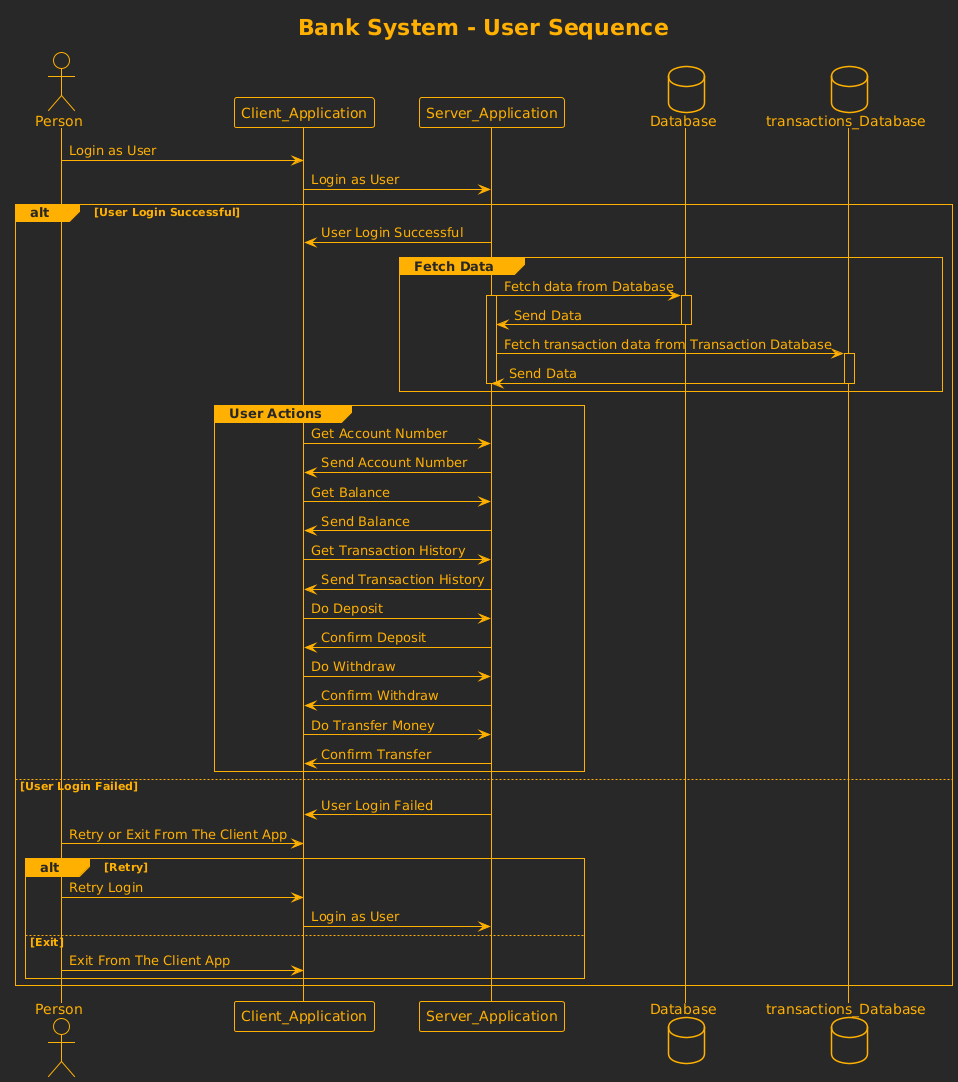 Bank System - User Sequence
Person
Client_Application
Server_Application
Database
transactions_Database
Login as User
Login as User
alt [User Login Successful]
User Login Successful
Fetch Data
Fetch data from Database
Send Data
Fetch transaction data from Transaction Database
Send Data
User Actions
Get Account Number
Send Account Number
Get Balance
Send Balance
Get Transaction History
Send Transaction History
Do Deposit
Confirm Deposit
Do Withdraw
Confirm Withdraw
Do Transfer Money
Confirm Transfer
[User Login Failed]
User Login Failed
Retry or Exit From The Client App
alt [Retry]
Retry Login
Login as User
[Exit]
Exit From The Client App
Person
Client_Application
Server_Application
Database
transactions_Database